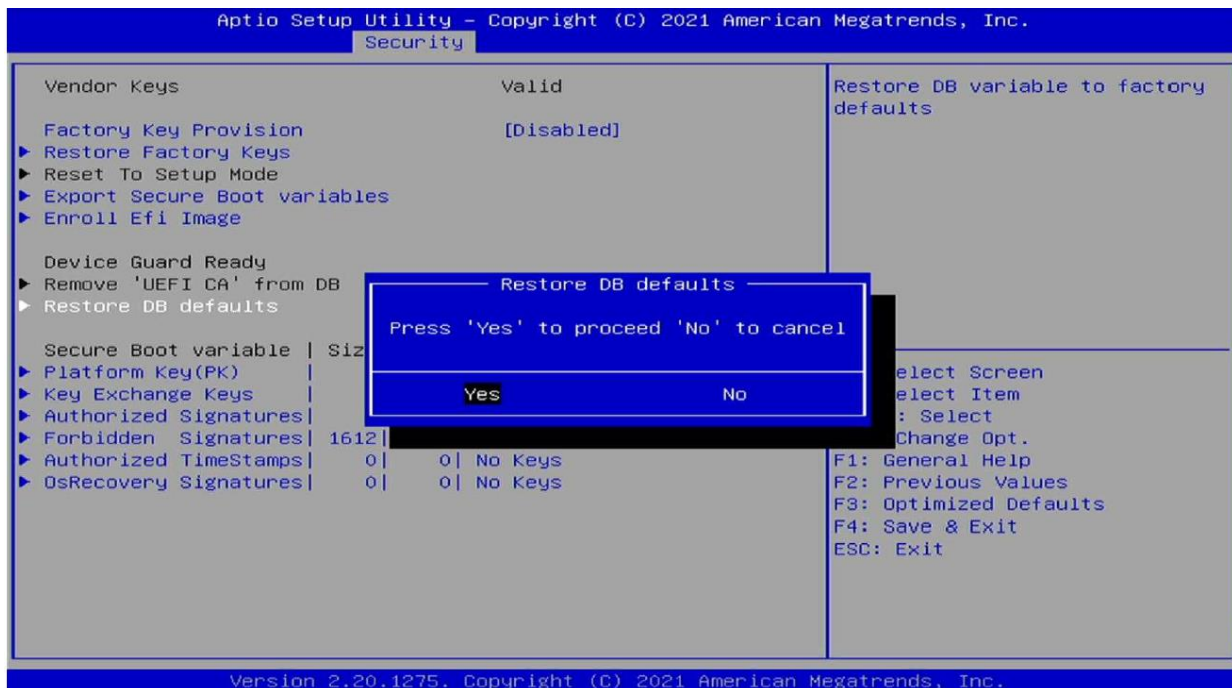 Aptio Setup Utility – Copyright (C) 2021 American Megatrends, Inc.
Security
Vendor Keys Valid
Factory Key Provision [Disabled]
Restore Factory Keys
Reset To Setup Mode
Export Secure Boot variables
Enroll Efi Image
Device Guard Ready
Remove 'UEFI CA' from DB
Restore DB defaults
Secure Boot variable | Siz
Platform Key(PK) |
Key Exchange Keys |
Authorized Signatures|
Forbidden Signatures| 1612|
Authorized TimeStamps| 0| 0| No Keys
OsRecovery Signatures| 0| 0| No Keys
Restore DB defaults
Press 'Yes' to proceed 'No' to cancel
Yes No
Restore DB variable to factory
defaults
elect Screen
elect Item
: Select
Change Opt.
F1: General Help
F2: Previous Values
F3: Optimized Defaults
F4: Save & Exit
ESC: Exit
Version 2.20.1275. Copyright (C) 2021 American Megatrends, Inc.